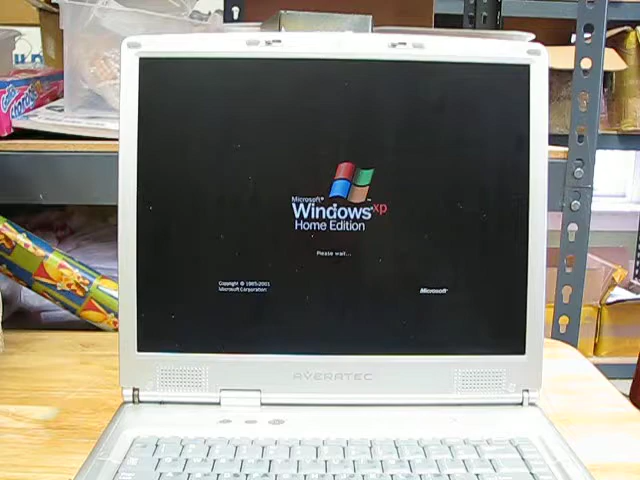 Microsoft®
Windows xp
Home Edition
Please wait...
Copyright © 1985-2001
Microsoft Corporation
Microsoft
AVERATEC